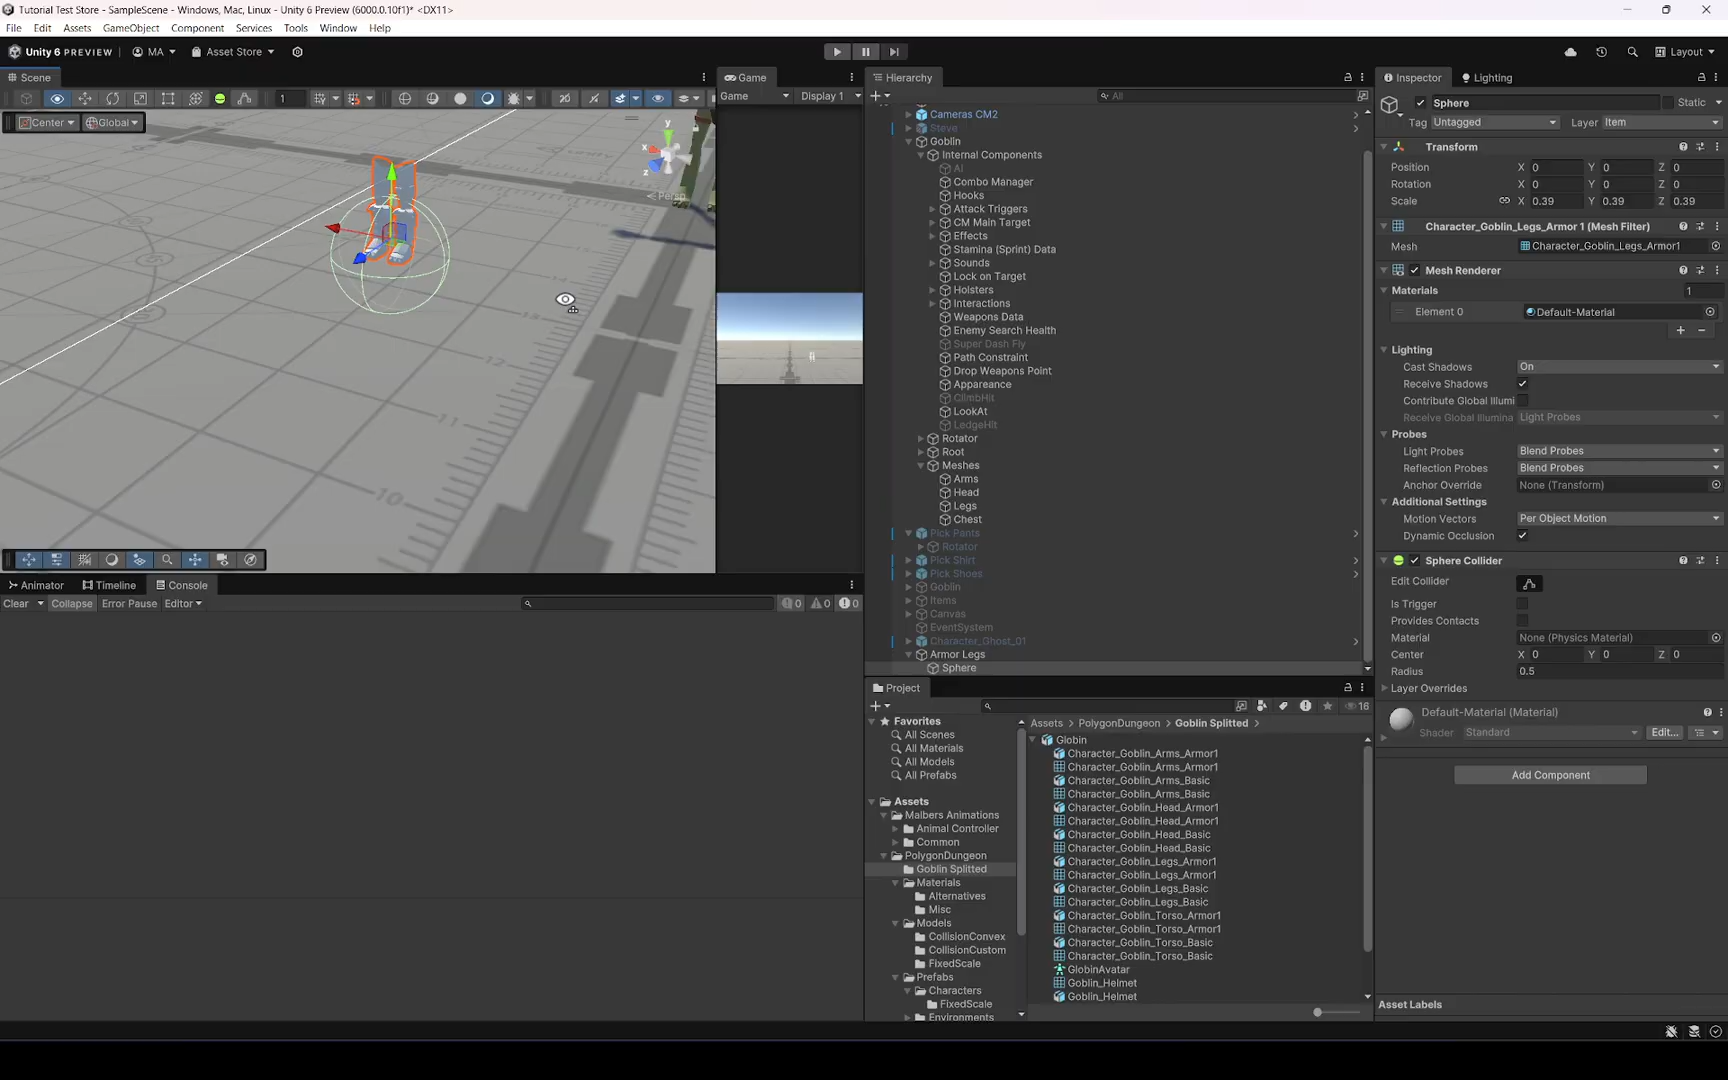 Tutorial Test Store - SampleScene - Windows, Mac, Linux - Unity 6 Preview (6000.0.10f1)* <DX11>
File Edit Assets GameObject Component Services Tools Window Help
Unity 6 PREVIEW MA Asset Store Layout
Scene
1
Center Global
y
x
z
Persp
12
11
10
Game
Game Display 1
Hierarchy
All
Cameras CM2
Steve
Goblin
Internal Components
AI
Combo Manager
Hooks
Attack Triggers
CM Main Target
Effects
Stamina (Sprint) Data
Sounds
Lock on Target
Holsters
Interactions
Weapons Data
Enemy Search Health
Super Dash Fly
Path Constraint
Drop Weapons Point
Appareance
ClimbHit
LookAt
LedgeHIt
Rotator
Root
Meshes
Arms
Head
Legs
Chest
Pick Pants
Rotator
Pick Shirt
Pick Shoes
Goblin
Items
Canvas
EventSystem
Character_Ghost_01
Armor Legs
Sphere
Inspector Lighting
Sphere Static
Tag Untagged Layer Item
Transform
Position X 0 Y 0 Z 0
Rotation X 0 Y 0 Z 0
Scale X 0.39 Y 0.39 Z 0.39
Character_Goblin_Legs_Armor 1 (Mesh Filter)
Mesh Character_Goblin_Legs_Armor1
Mesh Renderer
Materials 1
Element 0 Default-Material
Lighting
Cast Shadows On
Receive Shadows
Contribute Global Illumi
Receive Global Illumina Light Probes
Probes
Light Probes Blend Probes
Reflection Probes Blend Probes
Anchor Override None (Transform)
Additional Settings
Motion Vectors Per Object Motion
Dynamic Occlusion
Sphere Collider
Edit Collider
Is Trigger
Provides Contacts
Material None (Physics Material)
Center X 0 Y 0 Z 0
Radius 0.5
Layer Overrides
Default-Material (Material)
Shader Standard Edit...
Add Component
Asset Labels
Animator Timeline Console
Clear Collapse Error Pause Editor 0 0 0
Project
16
Favorites
All Scenes
All Materials
All Models
All Prefabs
Assets
Malbers Animations
Animal Controller
Common
PolygonDungeon
Goblin Splitted
Materials
Alternatives
Misc
Models
CollisionConvex
CollisionCustom
FixedScale
Prefabs
Characters
FixedScale
Environments
Assets > PolygonDungeon > Goblin Splitted >
Globin
Character_Goblin_Arms_Armor1
Character_Goblin_Arms_Armor1
Character_Goblin_Arms_Basic
Character_Goblin_Arms_Basic
Character_Goblin_Head_Armor1
Character_Goblin_Head_Armor1
Character_Goblin_Head_Basic
Character_Goblin_Head_Basic
Character_Goblin_Legs_Armor1
Character_Goblin_Legs_Armor1
Character_Goblin_Legs_Basic
Character_Goblin_Legs_Basic
Character_Goblin_Torso_Armor1
Character_Goblin_Torso_Armor1
Character_Goblin_Torso_Basic
Character_Goblin_Torso_Basic
GlobinAvatar
Goblin_Helmet
Goblin_Helmet